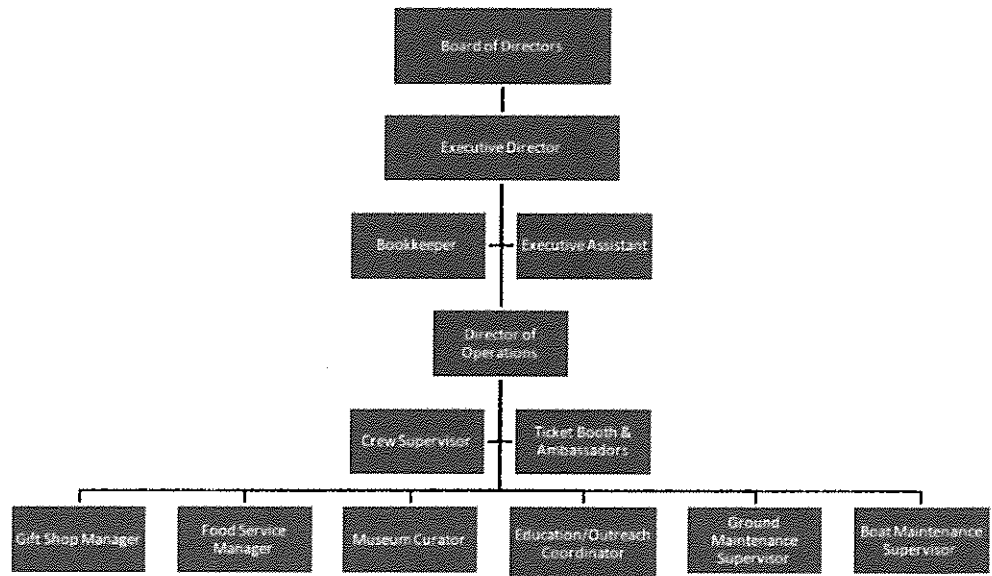 Board of Directors
Executive Director
Bookkeeper
Executive Assistant
Director of
Operations
Crew Supervisor
Ticket Booth &
Ambassadors
Gift Shop Manager
Food Service
Manager
Museum Curator
Education/Outreach
Coordinator
Ground
Maintenance
Supervisor
Boat Maintenance
Supervisor